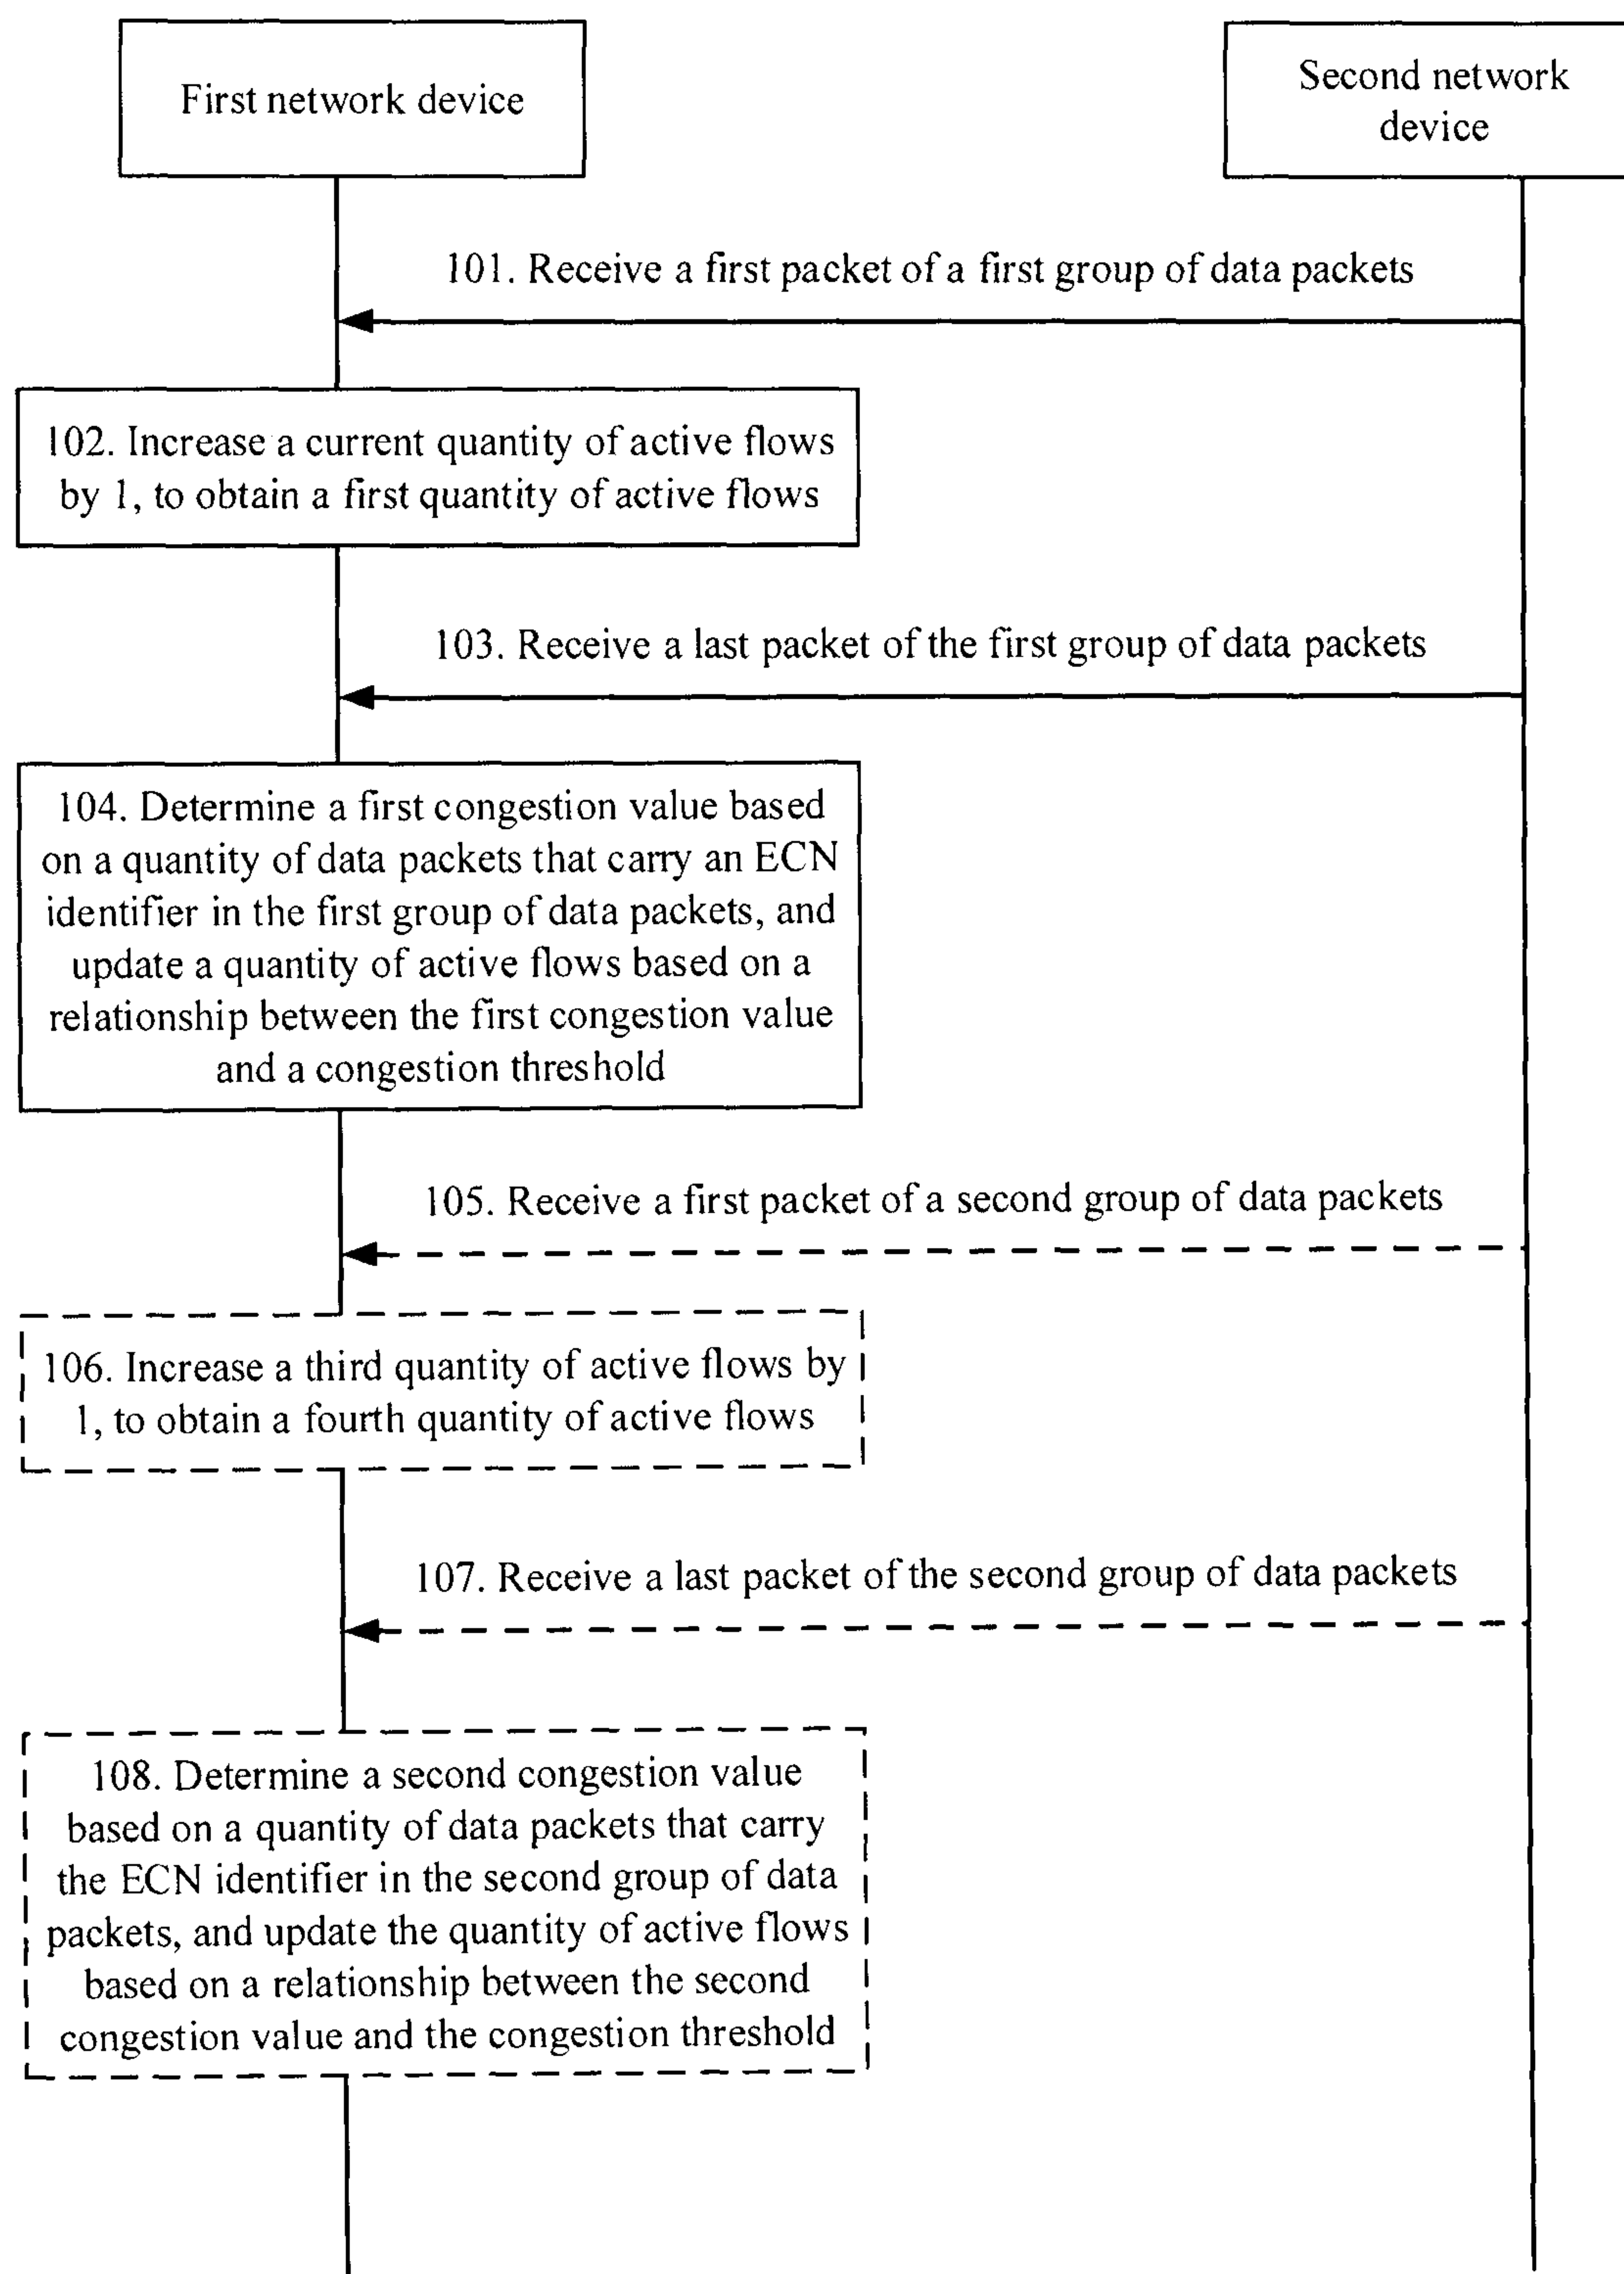 First network device
Second network
device
101. Receive a first packet of a first group of data packets
102. Increase a current quantity of active flows
by 1, to obtain a first quantity of active flows
103. Receive a last packet of the first group of data packets
104. Determine a first congestion value based
on a quantity of data packets that carry an ECN
identifier in the first group of data packets, and
update a quantity of active flows based on a
relationship between the first congestion value
and a congestion threshold
105. Receive a first packet of a second group of data packets
106. Increase a third quantity of active flows by
1, to obtain a fourth quantity of active flows
107. Receive a last packet of the second group of data packets
108. Determine a second congestion value
based on a quantity of data packets that carry
the ECN identifier in the second group of data
packets, and update the quantity of active flows
based on a relationship between the second
congestion value and the congestion threshold